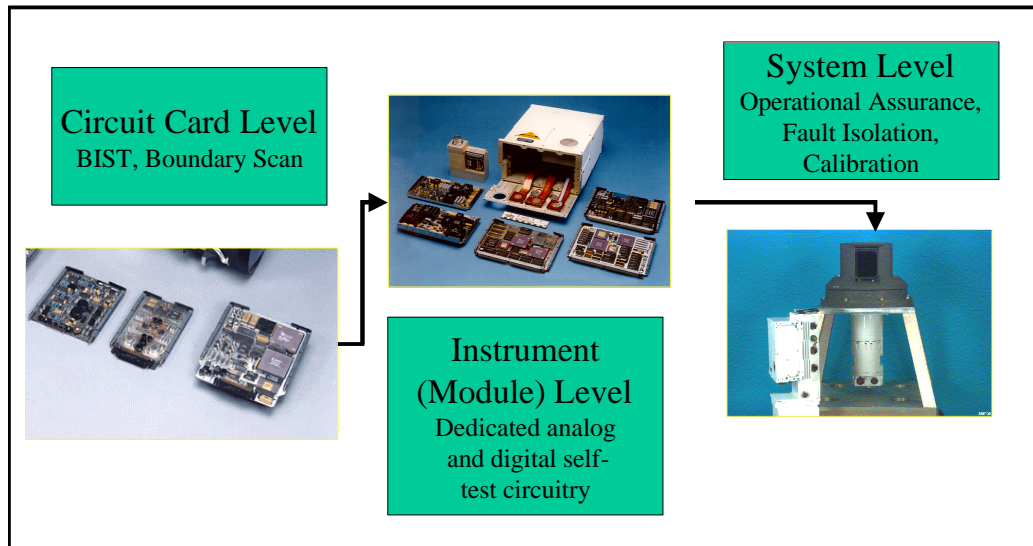 Circuit Card Level
BIST, Boundary Scan
Instrument
(Module) Level
Dedicated analog
and digital self-
test circuitry
System Level
Operational Assurance,
Fault Isolation,
Calibration